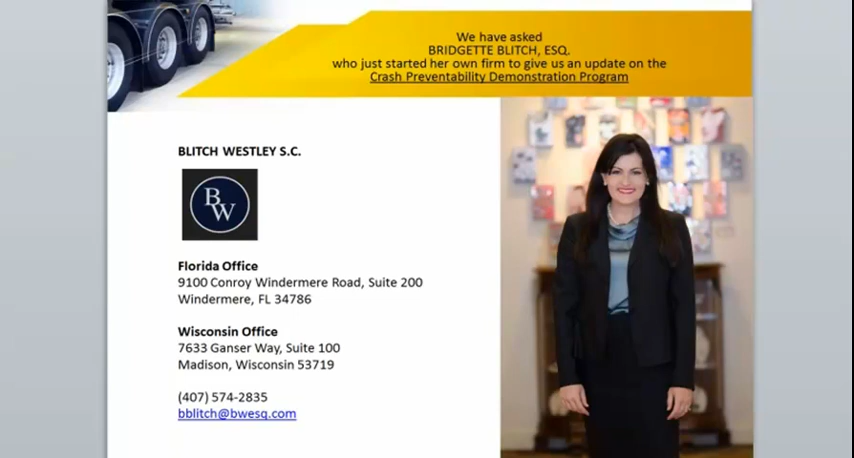 We have asked
BRIDGETTE BLITCH, ESQ.
who just started her own firm to give us an update on the
Crash Preventability Demonstration Program
BLITCH WESTLEY S.C.
BW
Florida Office
9100 Conroy Windermere Road, Suite 200
Windermere, FL 34786
Wisconsin Office
7633 Ganser Way, Suite 100
Madison, Wisconsin 53719
(407) 574-2835
bblitch@bwesq.com